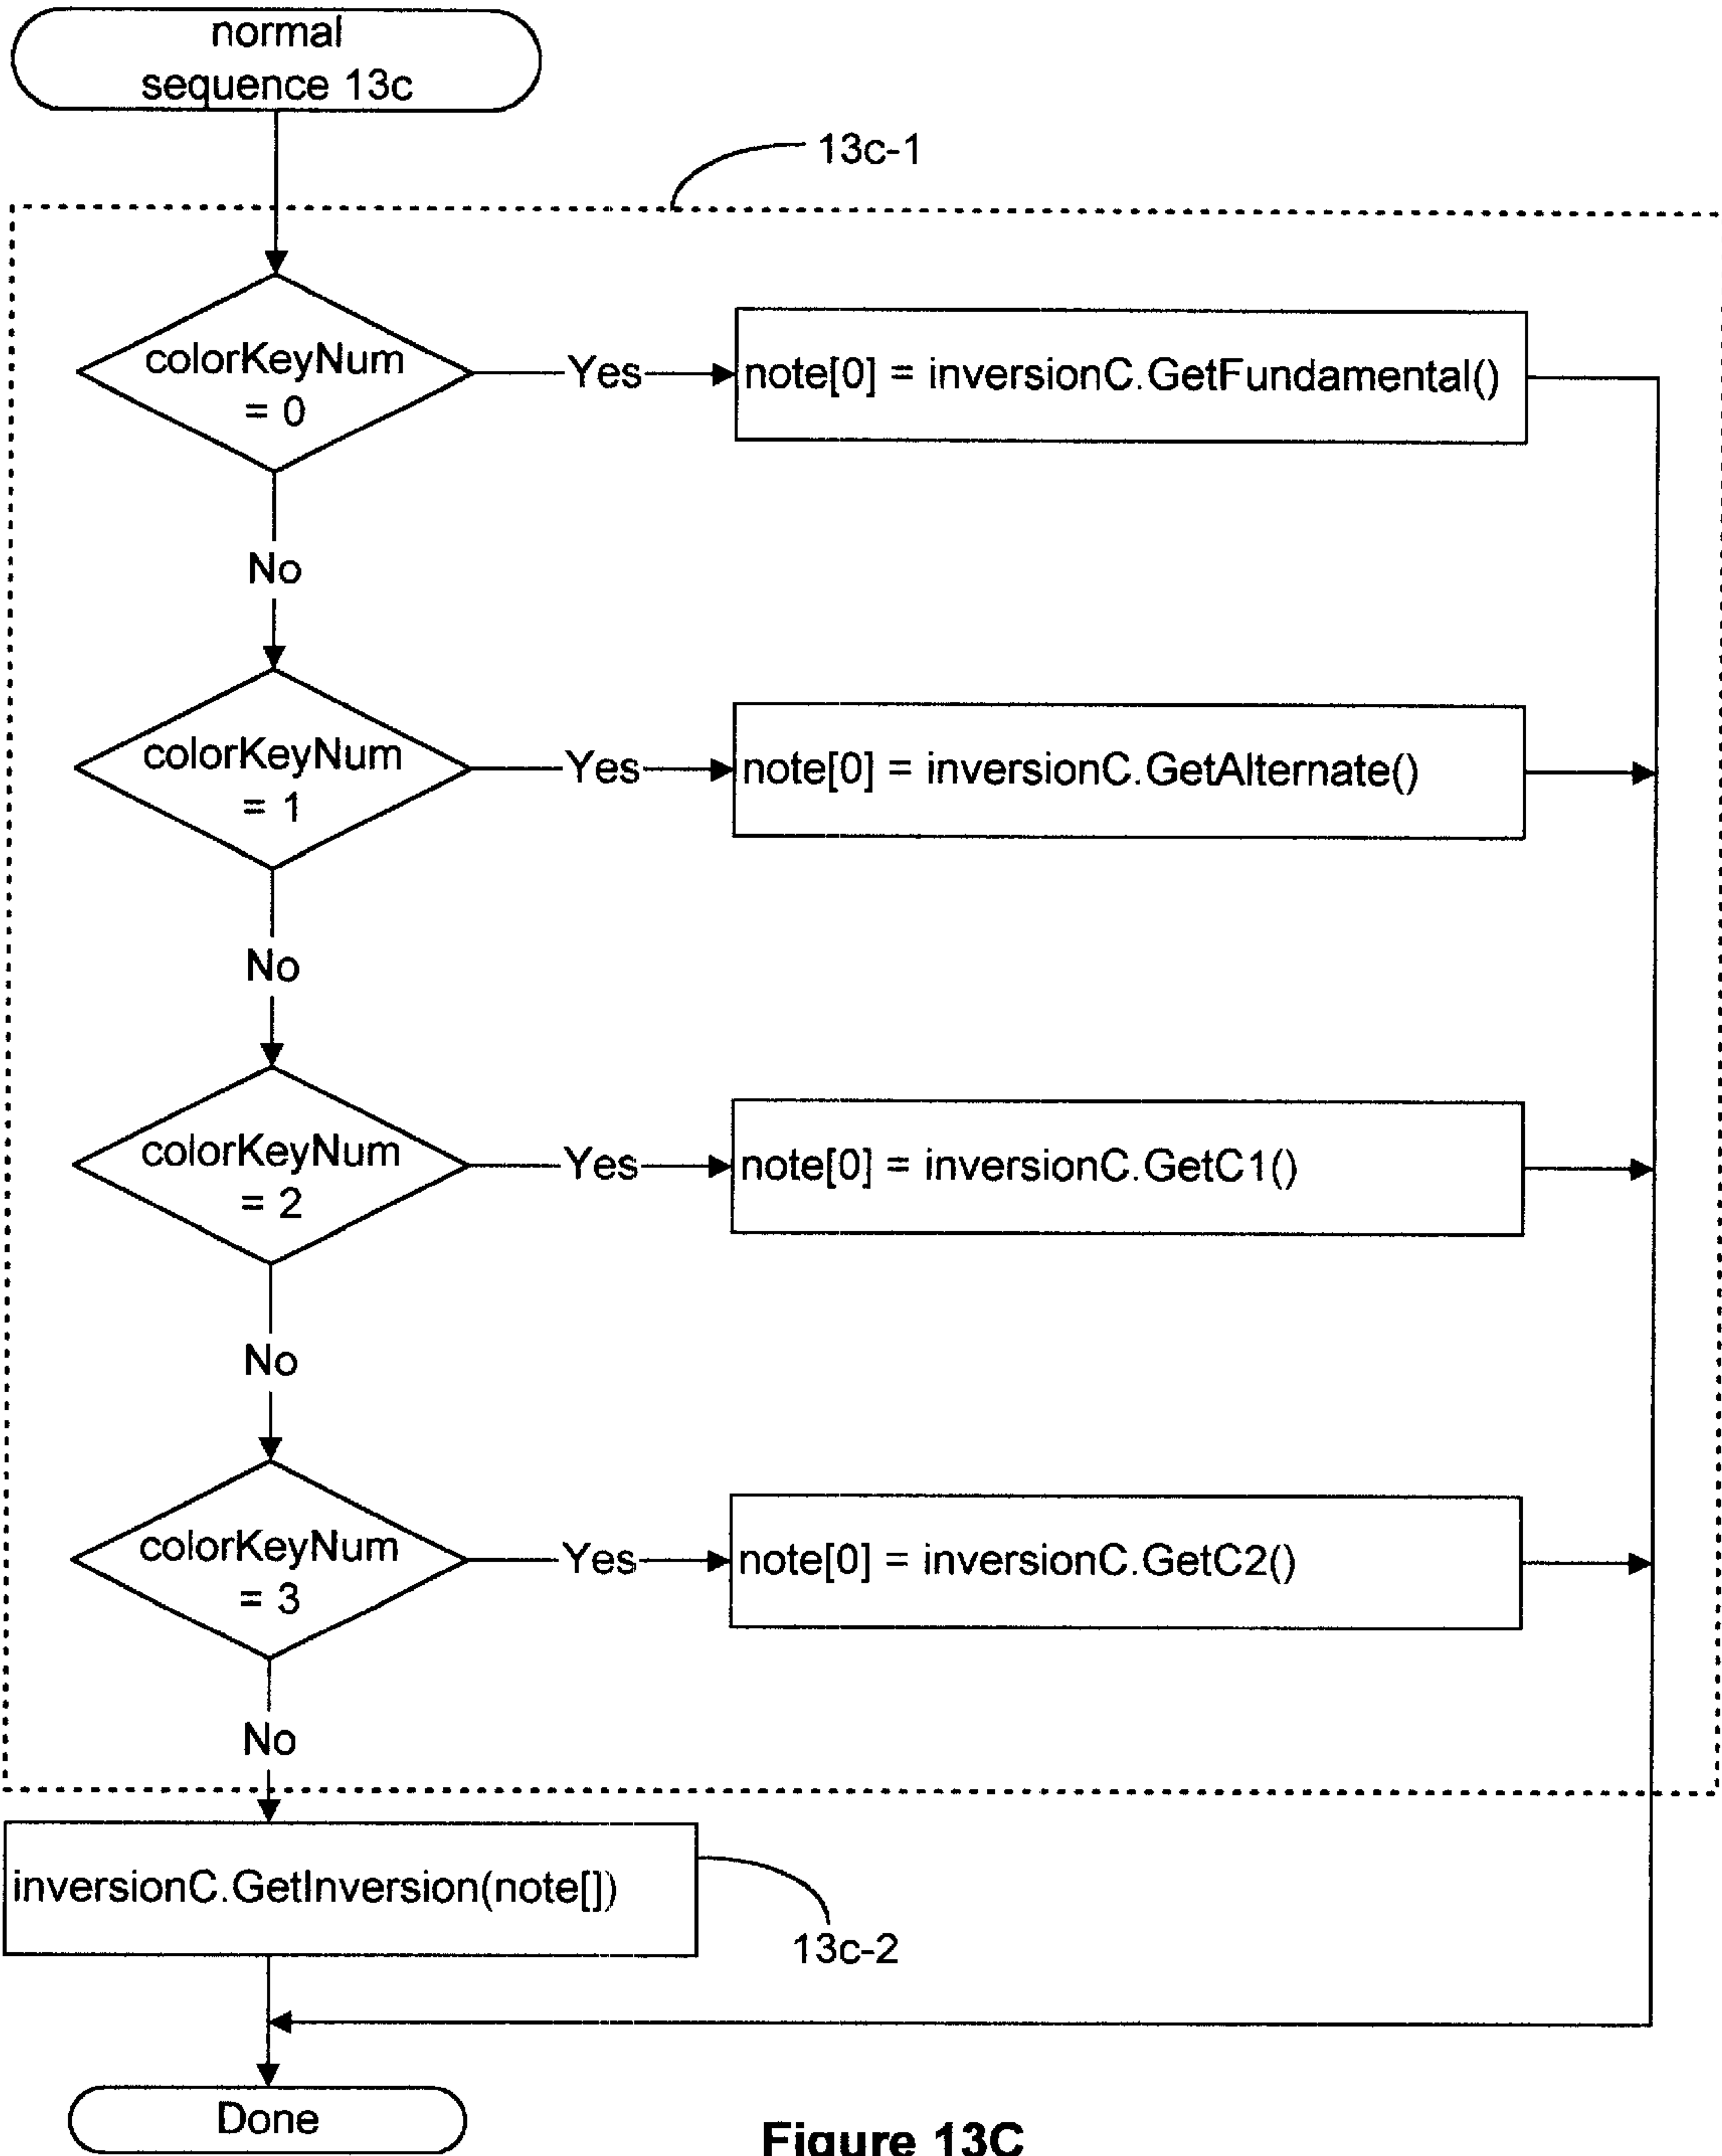 normal
sequence 13c
13c-1
colorKeyNum
= 0
Yes
note[0] = inversionC.GetFundamental()
No
colorKeyNum
= 1
Yes
note[0] = inversionC.GetAlternate()
No
colorKeyNum
= 2
Yes
note[0] = inversionC.GetC1()
No
colorKeyNum
= 3
Yes
note[0] = inversionC.GetC2()
No
inversionC.GetInversion(note[])
13c-2
Done
Figure 13C